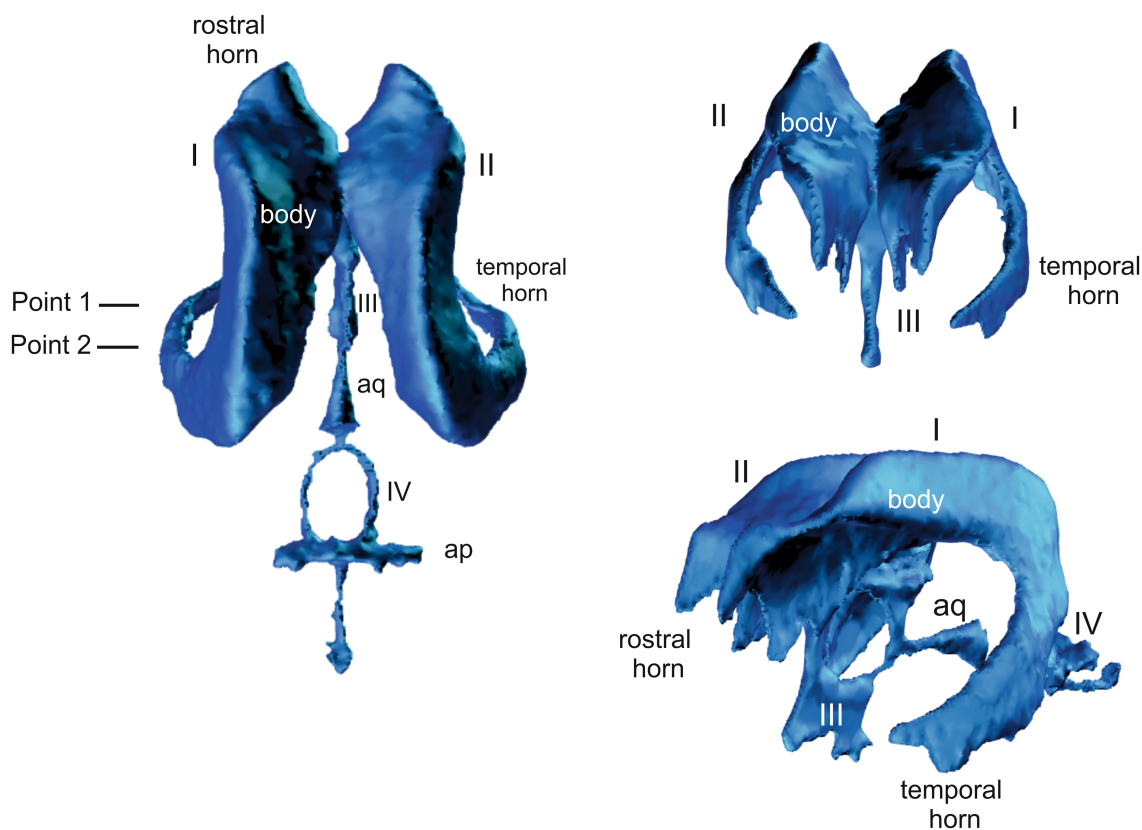 rostral
horn
I
II
body
temporal
horn
Point 1
III
Point 2
aq
IV
ap
II
body
I
temporal
horn
III
I
II
body
aq
IV
rostral
horn
III
temporal
horn